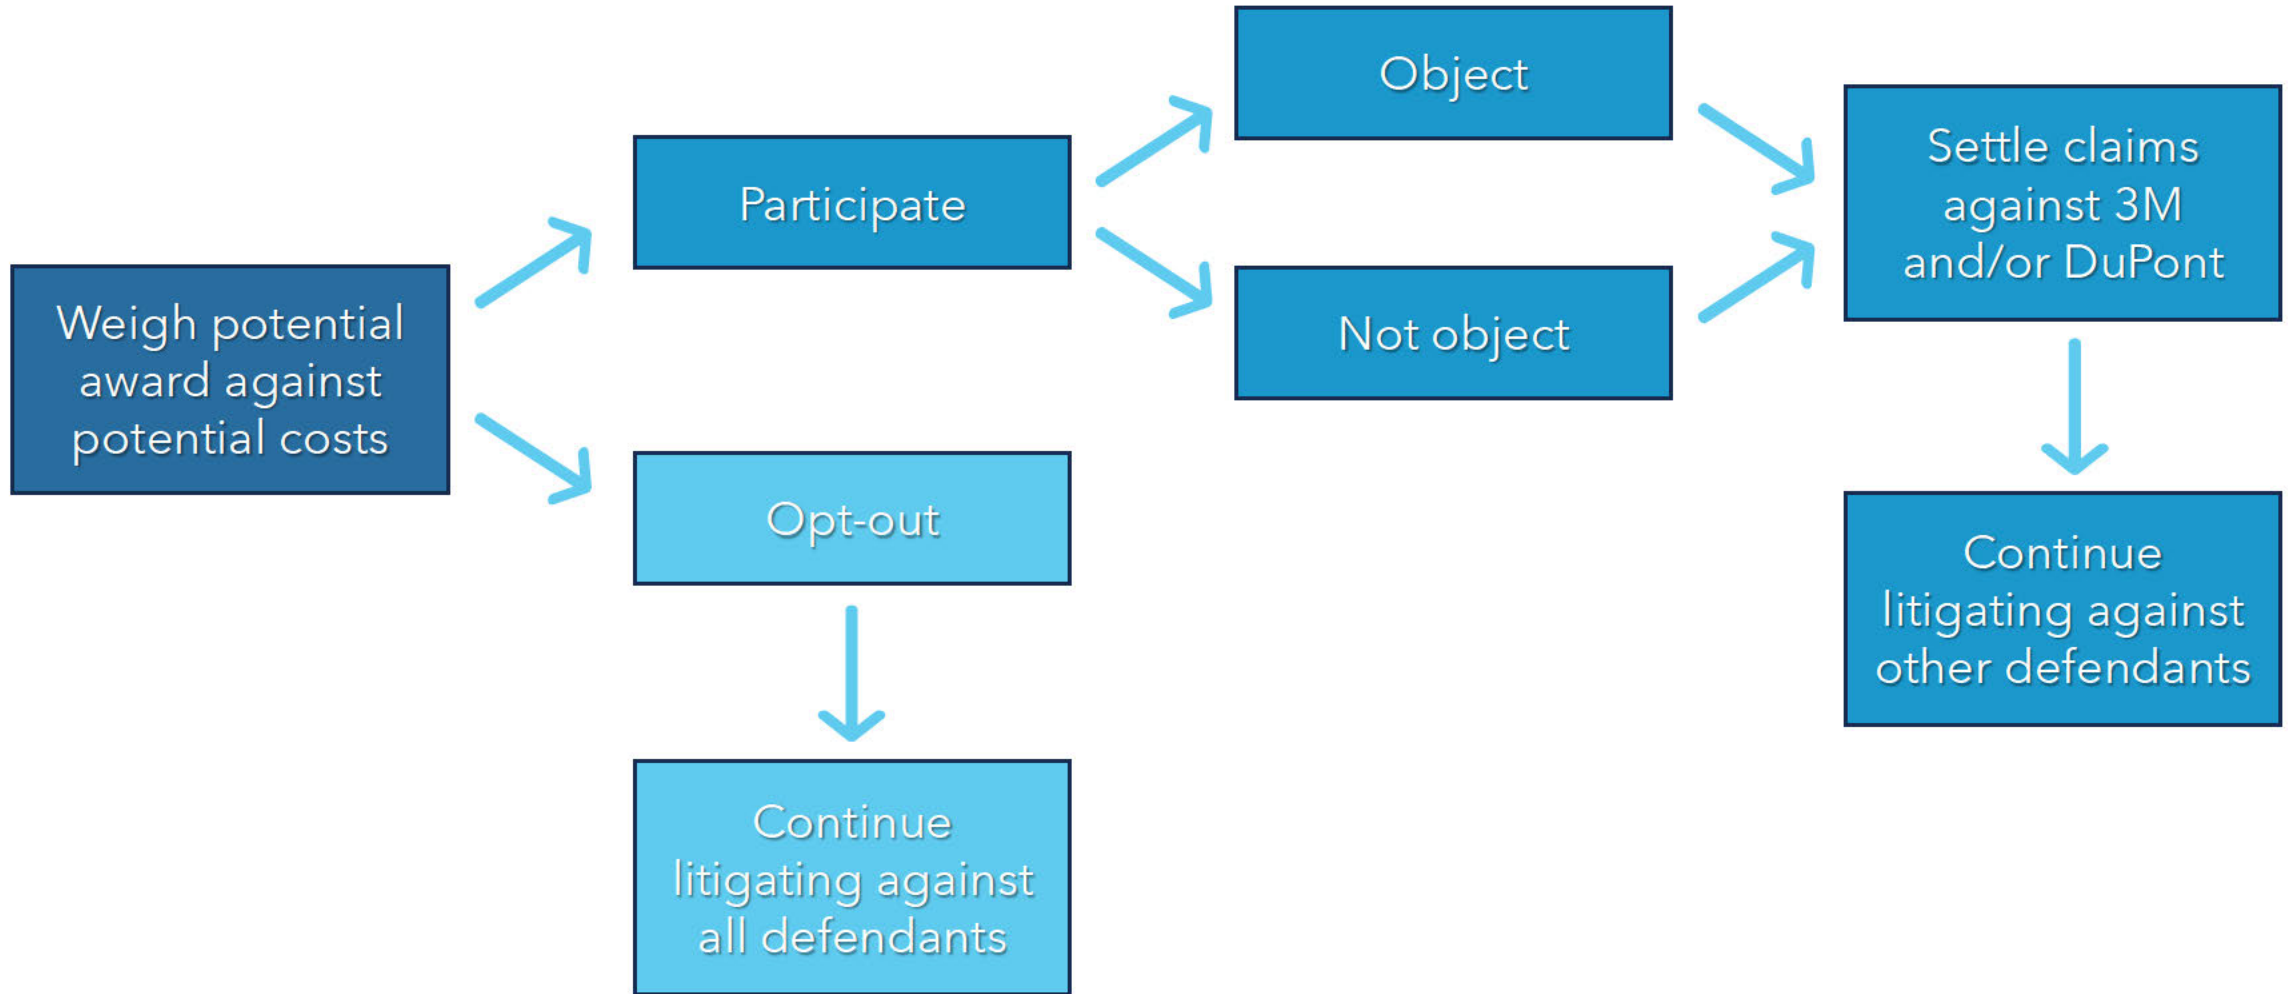 Weigh potential
award against
potential costs
Participate
Opt-out
Continue
litigating against
all defendants
Object
Not object
Settle claims
against 3M
and/or DuPont
Continue
litigating against
other defendants